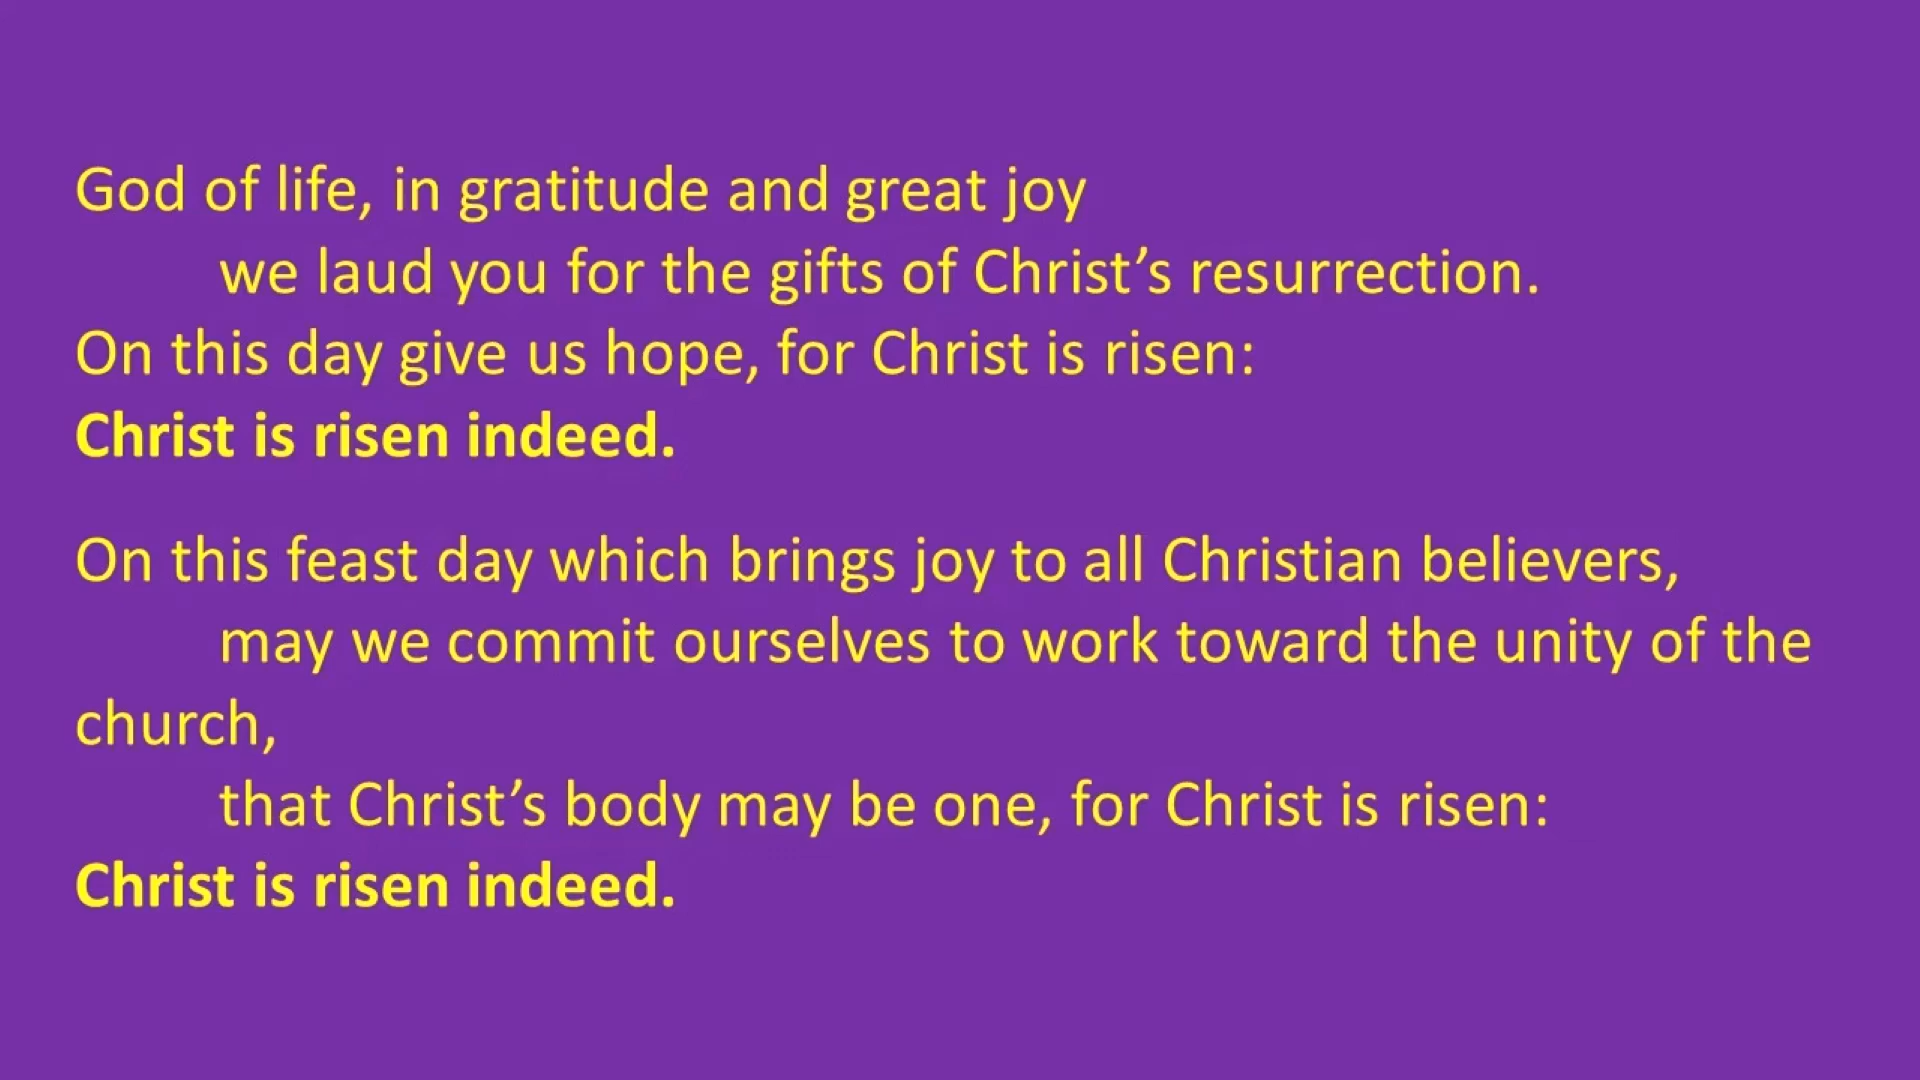 God of life, in gratitude and great joy
we laud you for the gifts of Christ’s resurrection.
On this day give us hope, for Christ is risen:
Christ is risen indeed.
On this feast day which brings joy to all Christian believers,
may we commit ourselves to work toward the unity of the
church,
that Christ’s body may be one, for Christ is risen:
Christ is risen indeed.